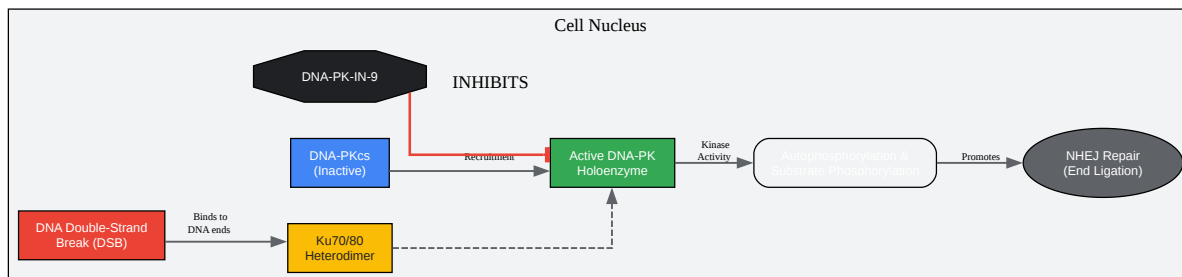 Cell Nucleus
DNA-PK-IN-9
INHIBITS
DNA-PKcs
(Inactive)
Recruitment
Active DNA-PK
Holoenzyme
Kinase
Activity
Autophosphorylation &
Substrate Phosphorylation
Promotes
NHEJ Repair
(End Ligation)
DNA Double-Strand
Break (DSB)
Binds to
DNA ends
Ku70/80
Heterodimer